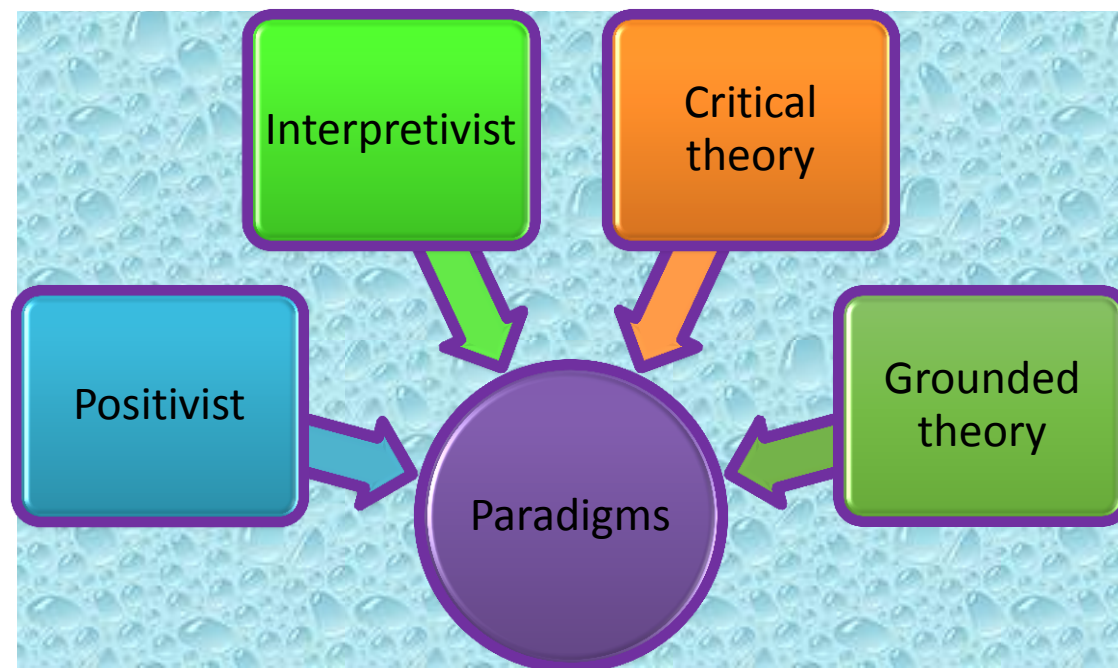 Interpretivist
Critical
theory
Positivist
Grounded
theory
Paradigms